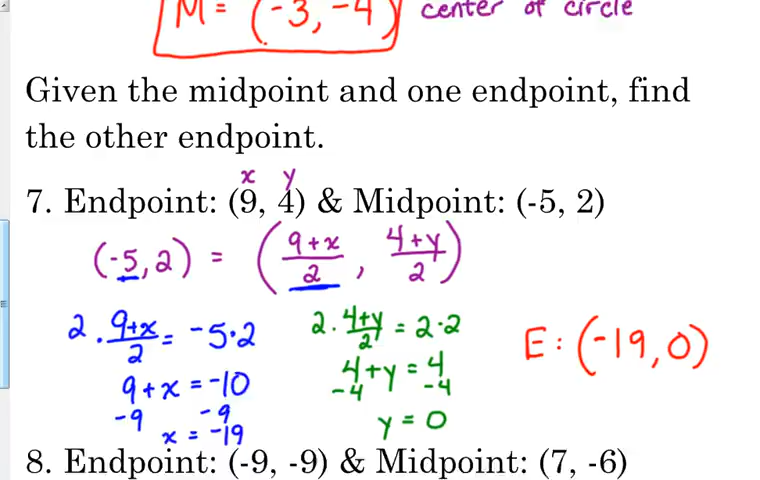 M = (-3, -4) center of circle
Given the midpoint and one endpoint, find
the other endpoint.
x y
7. Endpoint: (9, 4) & Midpoint: (-5, 2)
(-5, 2) = ( 9+x/2 , 4+y/2 )
2 · 9+x/2 = -5·2
9 + x = -10
-9 -9
x = -19
2 · 4+y/2 = 2·2
4 + y = 4
-4 -4
y = 0
E: (-19, 0)
8. Endpoint: (-9, -9) & Midpoint: (7, -6)